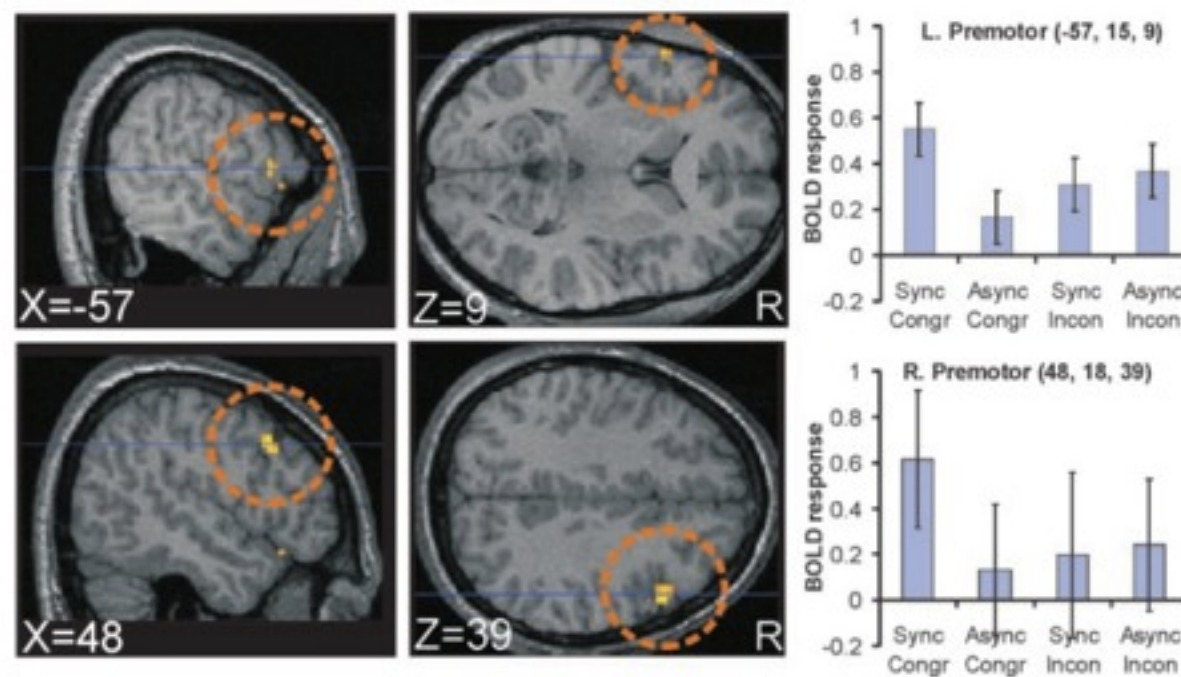 X=-57
Z=9
R
L. Premotor (-57, 15, 9)
BOLD response
1
0.8
0.6
0.4
0.2
0
-0.2
Sync Async Sync Async
Congr Congr Incon Incon
X=48
Z=39
R
R. Premotor (48, 18, 39)
BOLD response
1
0.8
0.6
0.4
0.2
0
-0.2
Sync Async Sync Async
Congr Congr Incon Incon